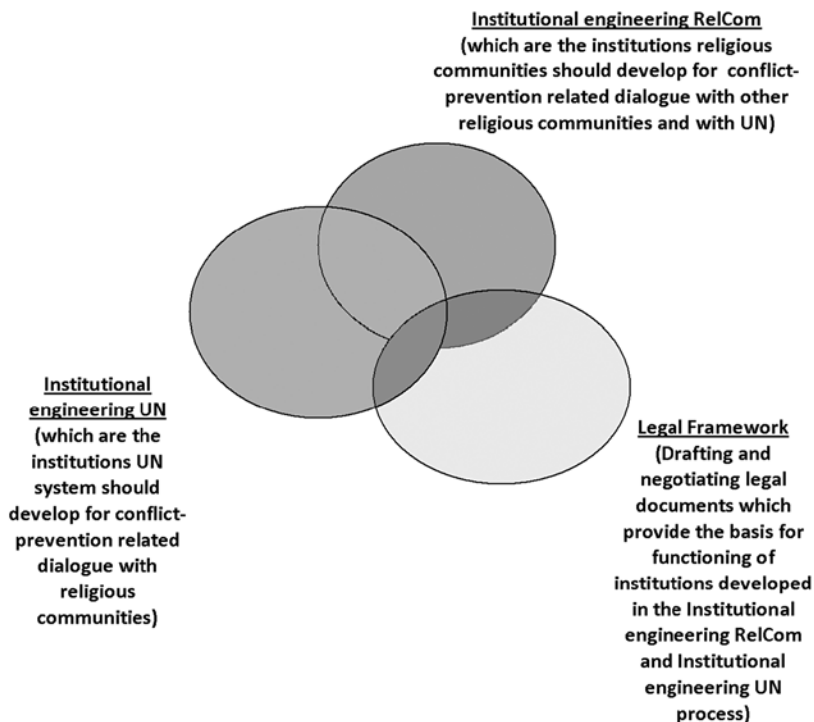 Institutional engineering RelCom
(which are the institutions religious
communities should develop for conflict-
prevention related dialogue with other
religious communities and with UN)
Institutional
engineering UN
(which are the
institutions UN
system should
develop for conflict-
prevention related
dialogue with
religious
communities)
Legal Framework
(Drafting and
negotiating legal
documents which
provide the basis for
functioning of
institutions developed
in the Institutional
engineering RelCom
and Institutional
engineering UN
process)